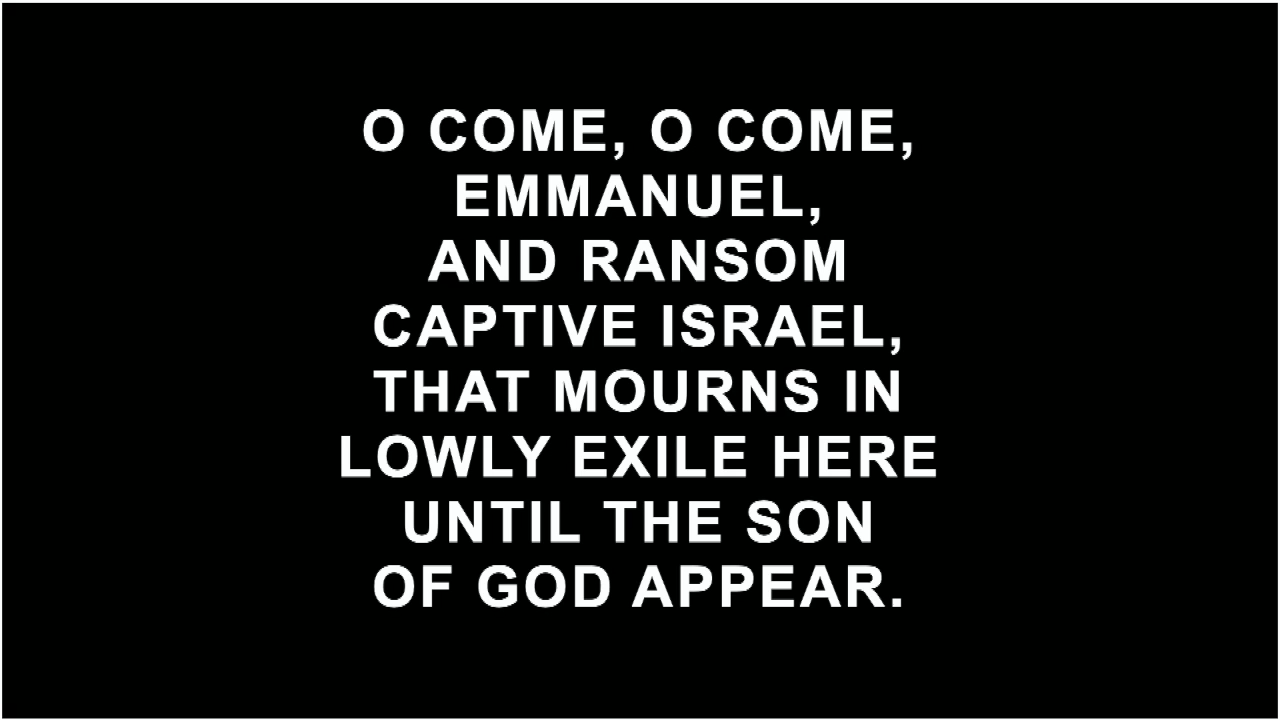 O COME, O COME,
EMMANUEL,
AND RANSOM
CAPTIVE ISRAEL,
THAT MOURNS IN
LOWLY EXILE HERE
UNTIL THE SON
OF GOD APPEAR.